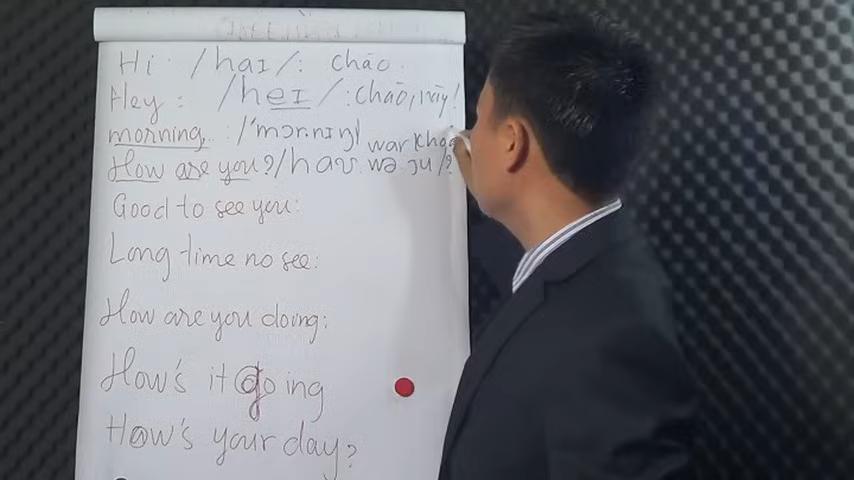 Hi : /haɪ/: chào.
Hey : /heɪ/: chào, này!
morning : /'mɔrnɪŋ/
How are you? /haʊ wə ju/?
Good to see you:
Long time no see:
How are you doing:
How's it going
How's your day?